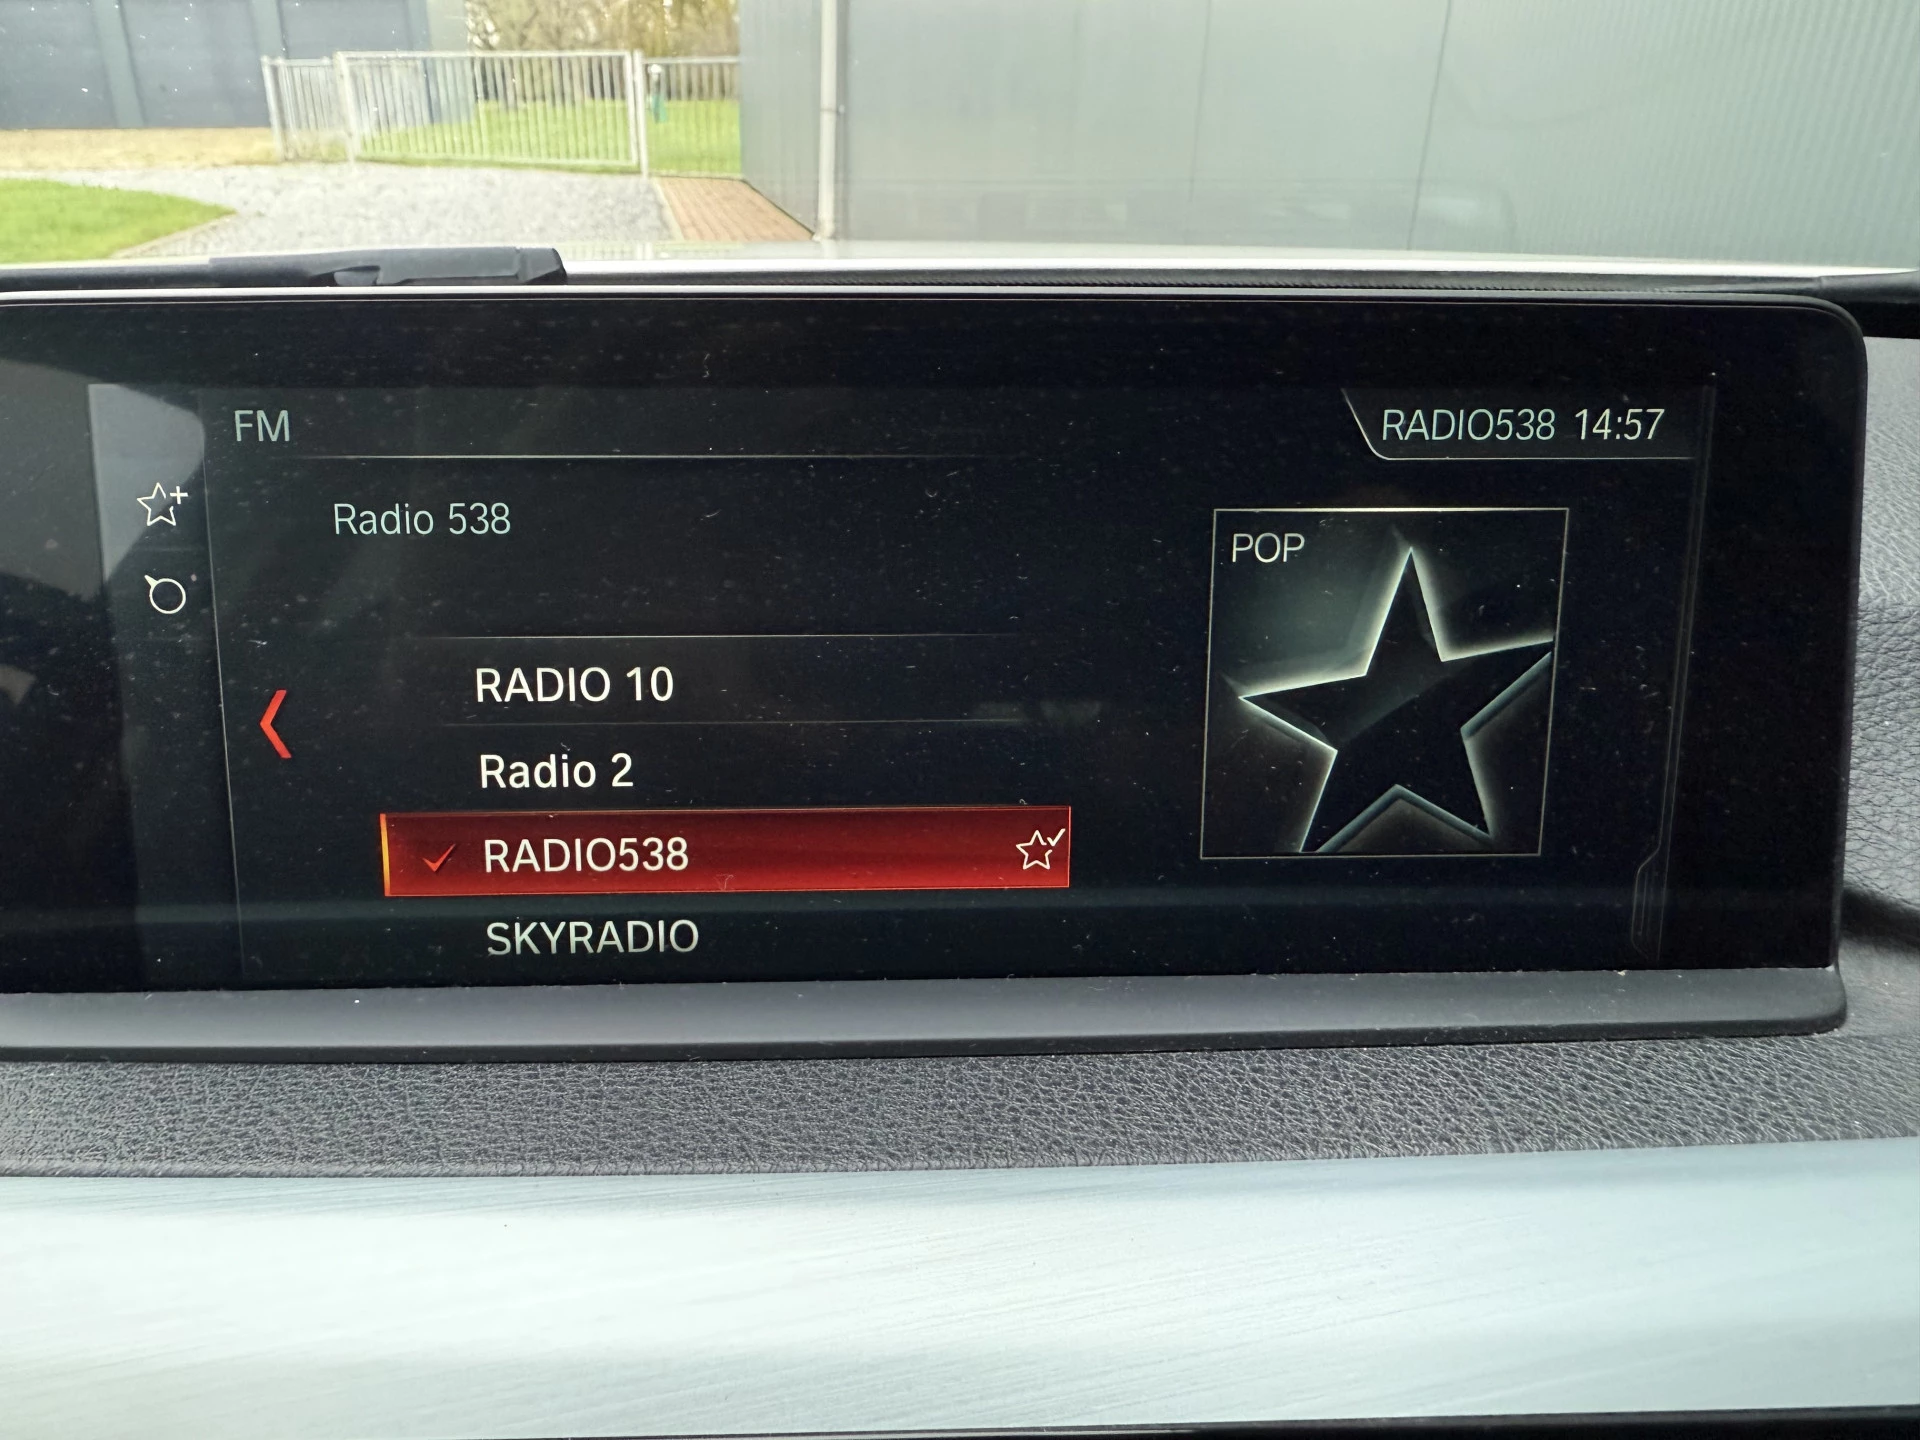 FM
RADIO538 14:57
Radio 538
POP
RADIO 10
Radio 2
RADIO538
SKYRADIO